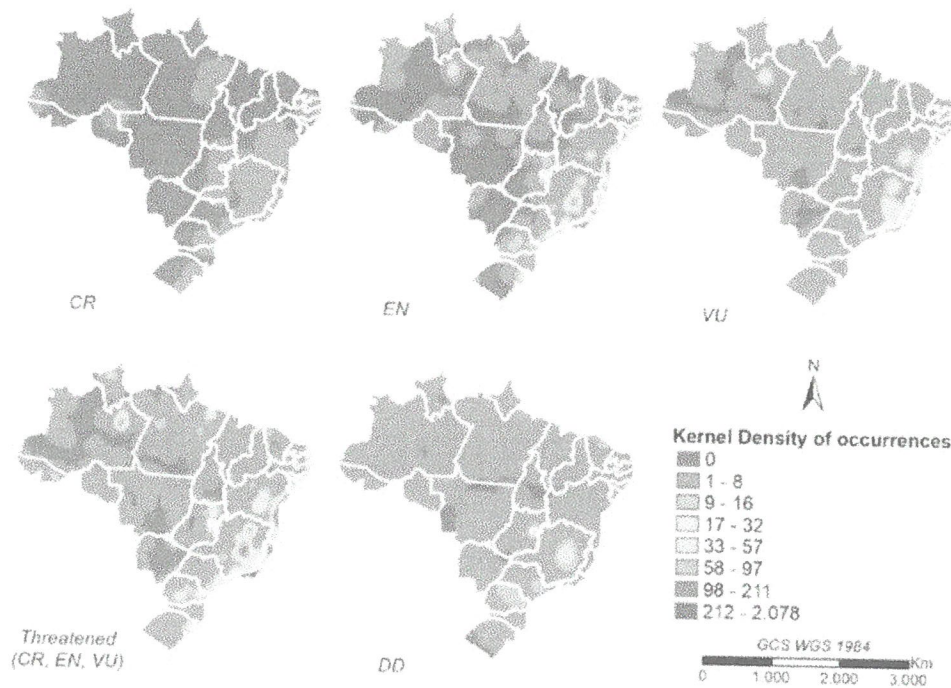 CR
EN
VU
Threatened
(CR, EN, VU)
DD
N
Kernel Density of occurrences
0
1 - 8
9 - 16
17 - 32
33 - 57
58 - 97
98 - 211
212 - 2.078
GCS WGS 1984
Km
0 1.000 2.000 3.000